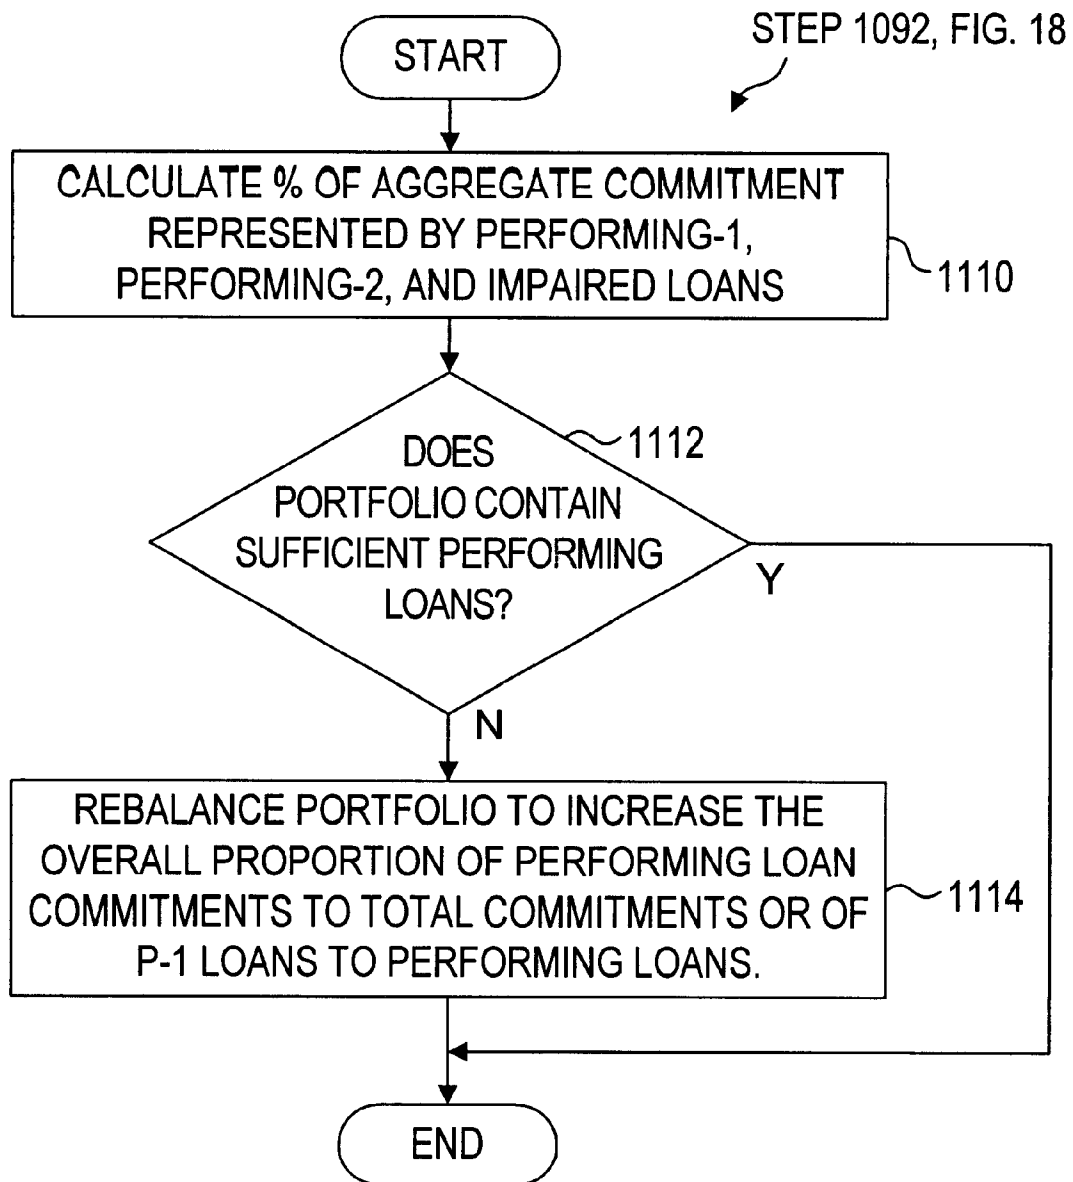 STEP 1092, FIG. 18
START
CALCULATE % OF AGGREGATE COMMITMENT
REPRESENTED BY PERFORMING-1,
PERFORMING-2, AND IMPAIRED LOANS
1110
1112
DOES
PORTFOLIO CONTAIN
SUFFICIENT PERFORMING
LOANS?
Y
N
REBALANCE PORTFOLIO TO INCREASE THE
OVERALL PROPORTION OF PERFORMING LOAN
COMMITMENTS TO TOTAL COMMITMENTS OR OF
P-1 LOANS TO PERFORMING LOANS.
1114
END